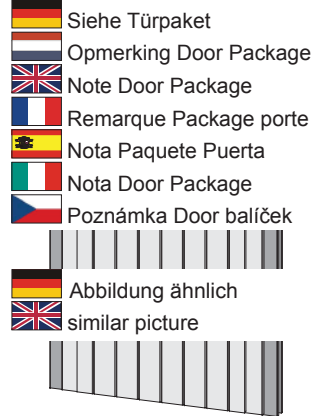 Siehe Türpaket
Opmerking Door Package
Note Door Package
Remarque Package porte
Nota Paquete Puerta
Nota Door Package
Poznámka Door balíček
Abbildung ähnlich
similar picture